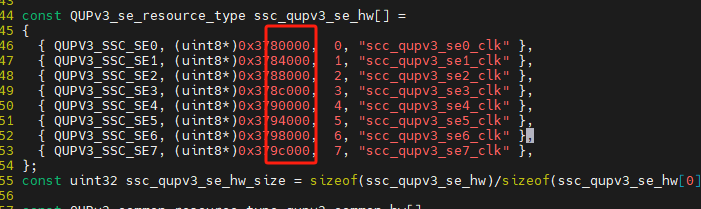 44 const QUPv3_se_resource_type ssc_qupv3_se_hw[] =
45 {
46   { QUPV3_SSC_SE0, (uint8*)0x3780000,  0, "scc_qupv3_se0_clk" },
47   { QUPV3_SSC_SE1, (uint8*)0x3784000,  1, "scc_qupv3_se1_clk" },
48   { QUPV3_SSC_SE2, (uint8*)0x3788000,  2, "scc_qupv3_se2_clk" },
49   { QUPV3_SSC_SE3, (uint8*)0x378c000,  3, "scc_qupv3_se3_clk" },
50   { QUPV3_SSC_SE4, (uint8*)0x3790000,  4, "scc_qupv3_se4_clk" },
51   { QUPV3_SSC_SE5, (uint8*)0x3794000,  5, "scc_qupv3_se5_clk" },
52   { QUPV3_SSC_SE6, (uint8*)0x3798000,  6, "scc_qupv3_se6_clk" },
53   { QUPV3_SSC_SE7, (uint8*)0x379c000,  7, "scc_qupv3_se7_clk" },
54 };
55 const uint32 ssc_qupv3_se_hw_size = sizeof(ssc_qupv3_se_hw)/sizeof(ssc_qupv3_se_hw[0]